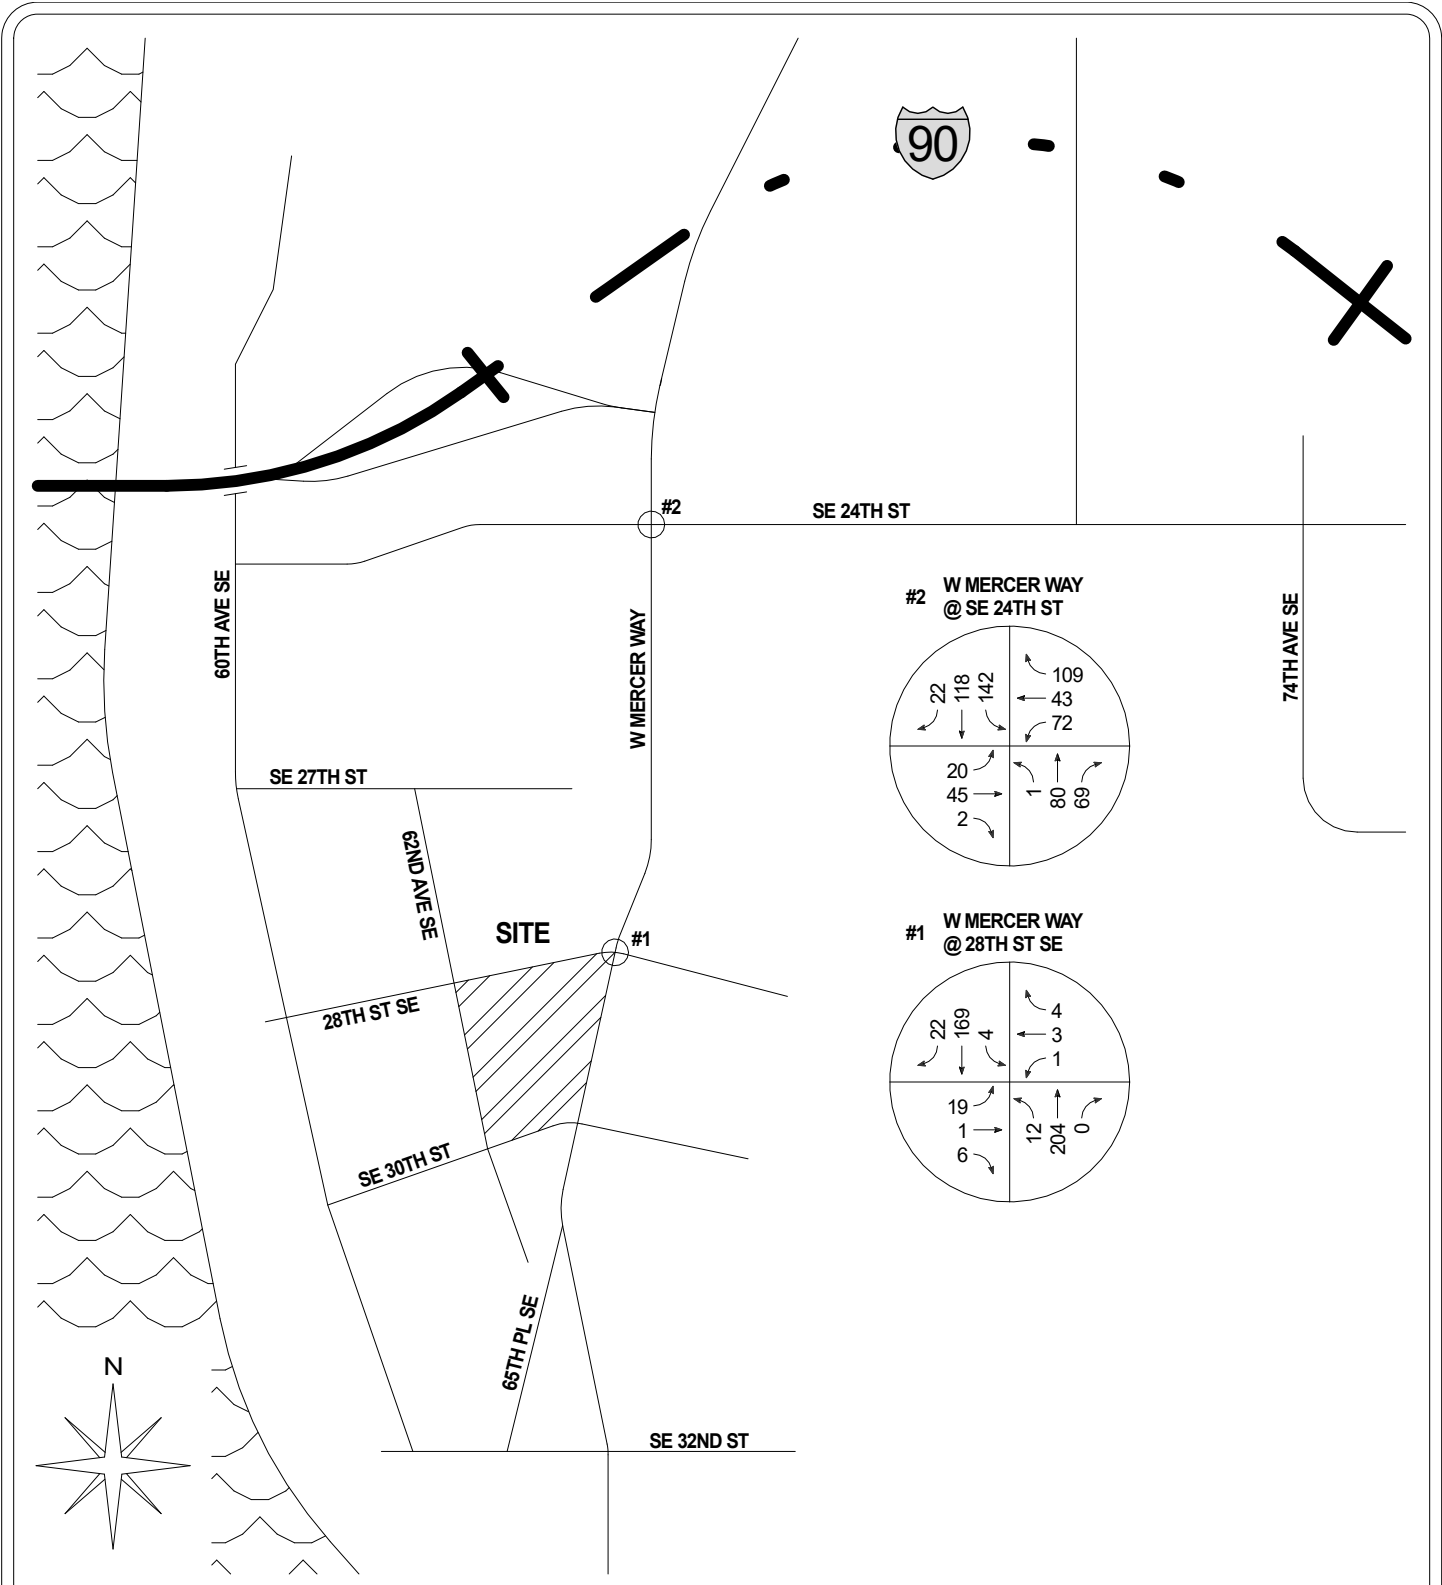 90
#2
SE 24TH ST
60TH AVE SE
W MERCER WAY
74TH AVE SE
#2 W MERCER WAY
@ SE 24TH ST
22 118 142
109
43
72
20
45
2
1 80 69
SE 27TH ST
62ND AVE SE
SITE
#1
28TH ST SE
#1 W MERCER WAY
@ 28TH ST SE
22 169 4
4
3
1
19
1
6
12 204 0
SE 30TH ST
65TH PL SE
SE 32ND ST
N